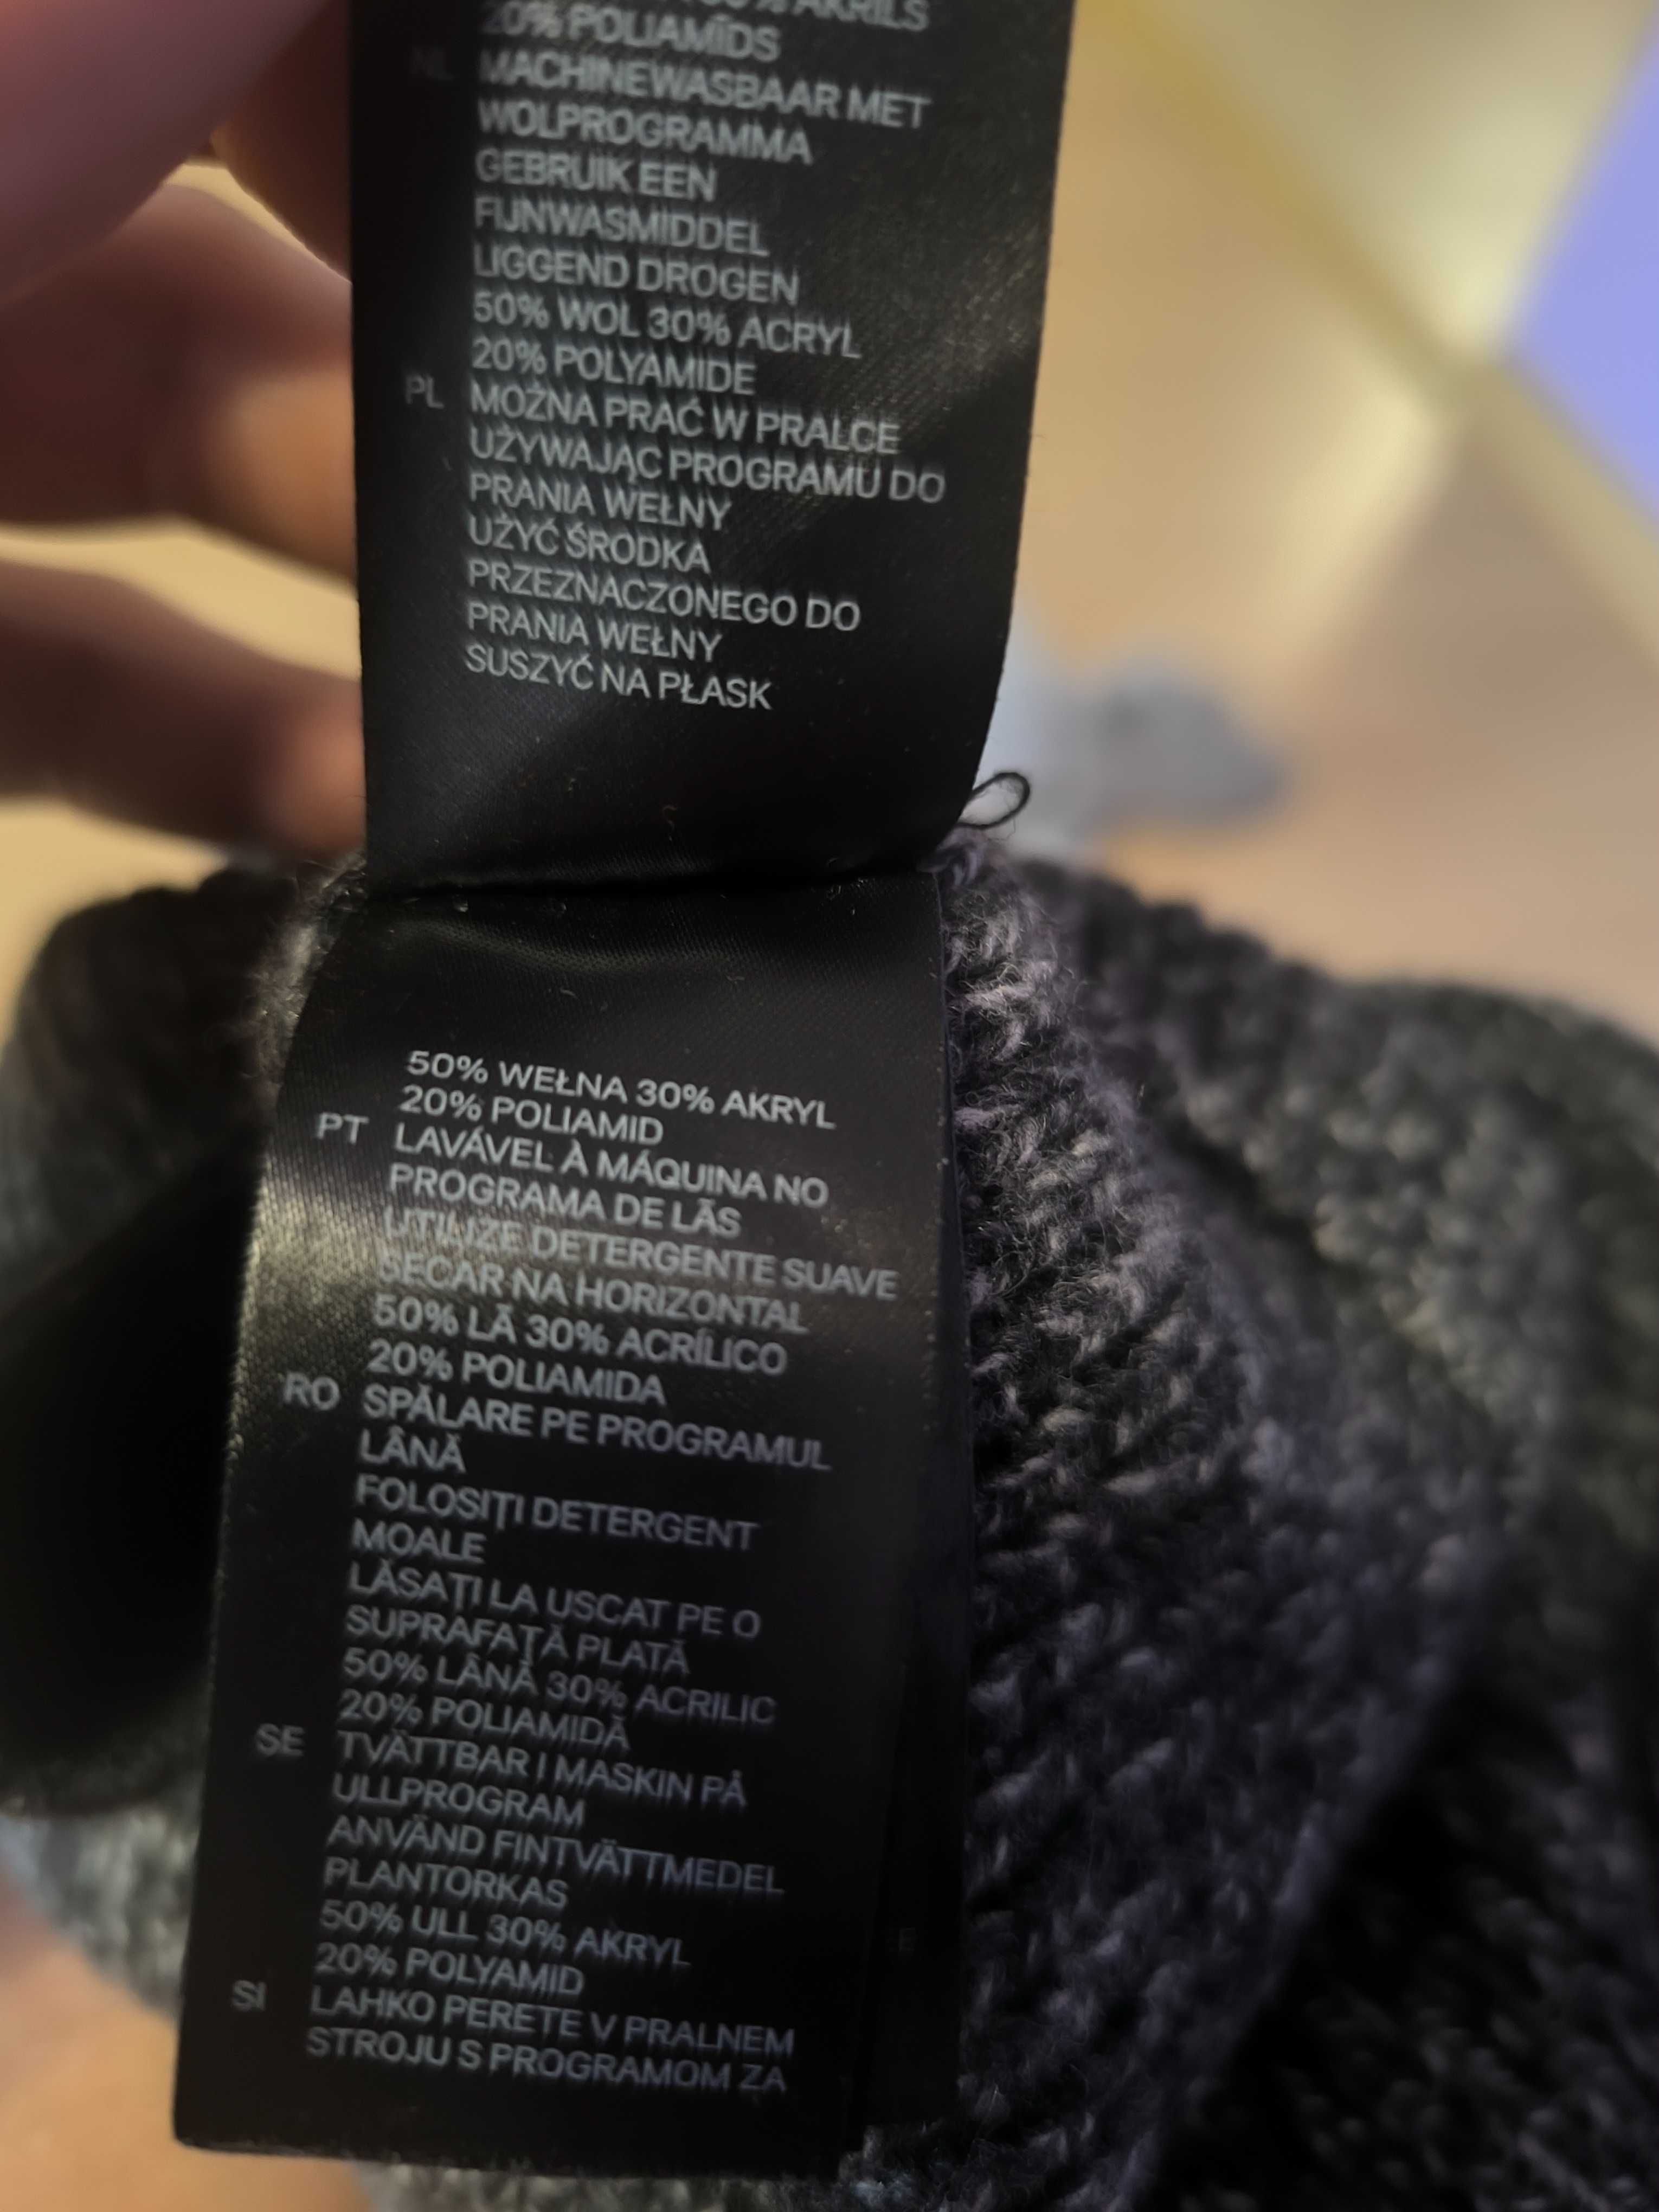 AKRILS
20% POLIAMĪDS
NL MACHINEWASBAAR MET
WOLPROGRAMMA
GEBRUIK EEN
FIJNWASMIDDEL
LIGGEND DROGEN
50% WOL 30% ACRYL
20% POLYAMIDE
PL MOŻNA PRAĆ W PRALCE
UŻYWAJĄC PROGRAMU DO
PRANIA WEŁNY
UŻYĆ ŚRODKA
PRZEZNACZONEGO DO
PRANIA WEŁNY
SUSZYĆ NA PŁASK
50% WEŁNA 30% AKRYL
20% POLIAMID
PT LAVÁVEL À MÁQUINA NO
PROGRAMA DE LÃS
UTILIZE DETERGENTE SUAVE
SECAR NA HORIZONTAL
50% LÃ 30% ACRÍLICO
20% POLIAMIDA
RO SPĂLARE PE PROGRAMUL
LÂNĂ
FOLOSIȚI DETERGENT
MOALE
LĂSAȚI LA USCAT PE O
SUPRAFAȚĂ PLATĂ
50% LÂNĂ 30% ACRILIC
20% POLIAMIDĂ
SE TVÄTTBAR I MASKIN PÅ
ULLPROGRAM
ANVÄND FINTVÄTTMEDEL
PLANTORKAS
50% ULL 30% AKRYL
20% POLYAMID
SI LAHKO PERETE V PRALNEM
STROJU S PROGRAMOM ZA